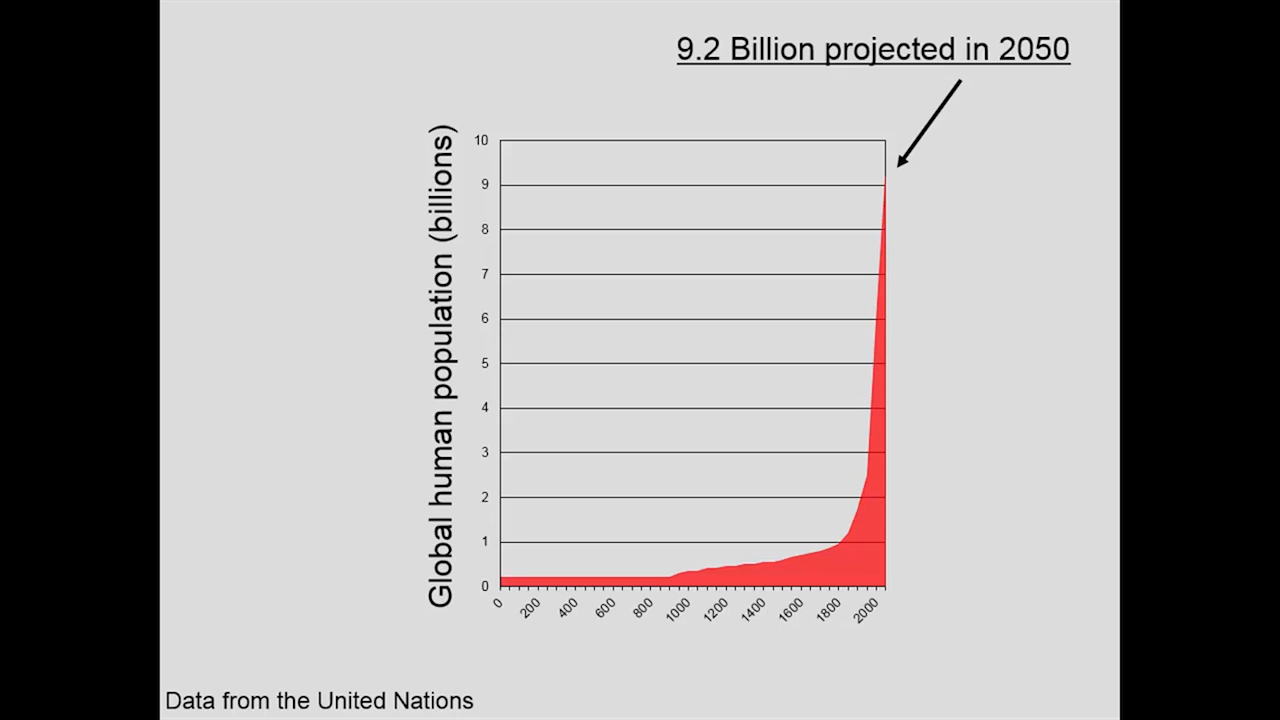 9.2 Billion projected in 2050
Global human population (billions)
10
9
8
7
6
5
4
3
2
1
0
0 200 400 600 800 1000 1200 1400 1600 1800 2000
Data from the United Nations